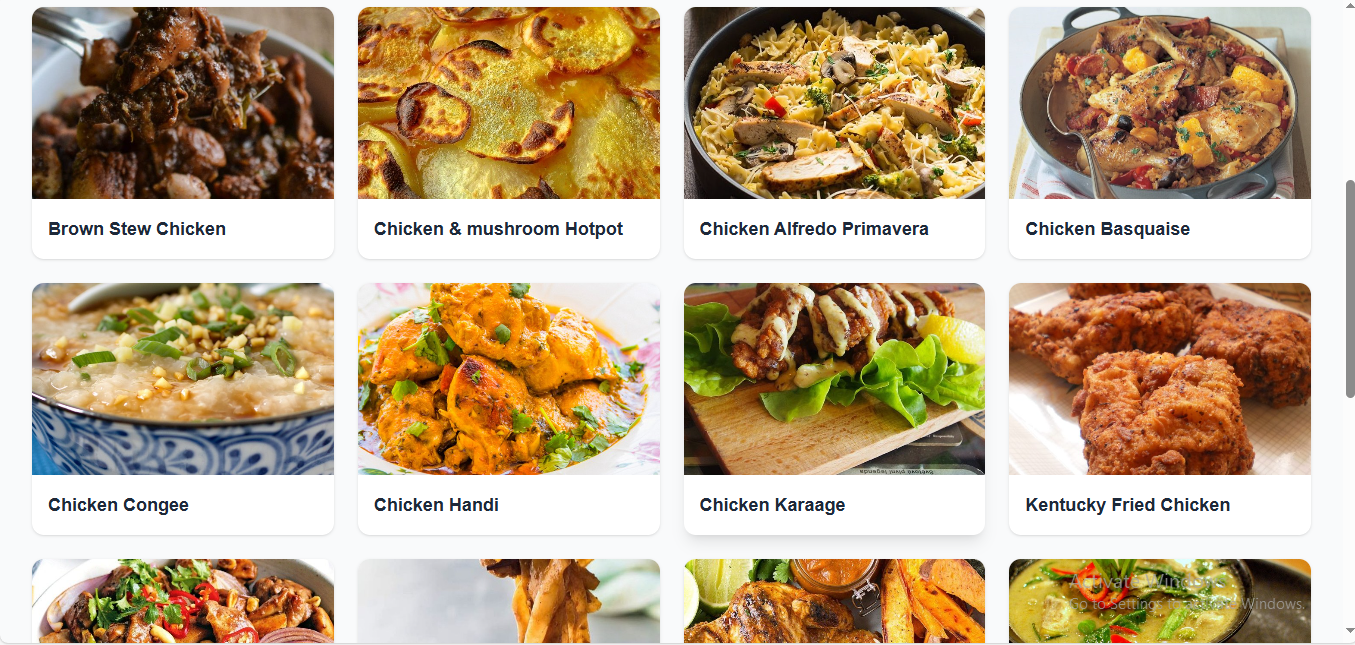 Brown Stew Chicken
Chicken & mushroom Hotpot
Chicken Alfredo Primavera
Chicken Basquaise
Chicken Congee
Chicken Handi
Chicken Karaage
Kentucky Fried Chicken
Activate Windows
Go to Settings to activate Windows.